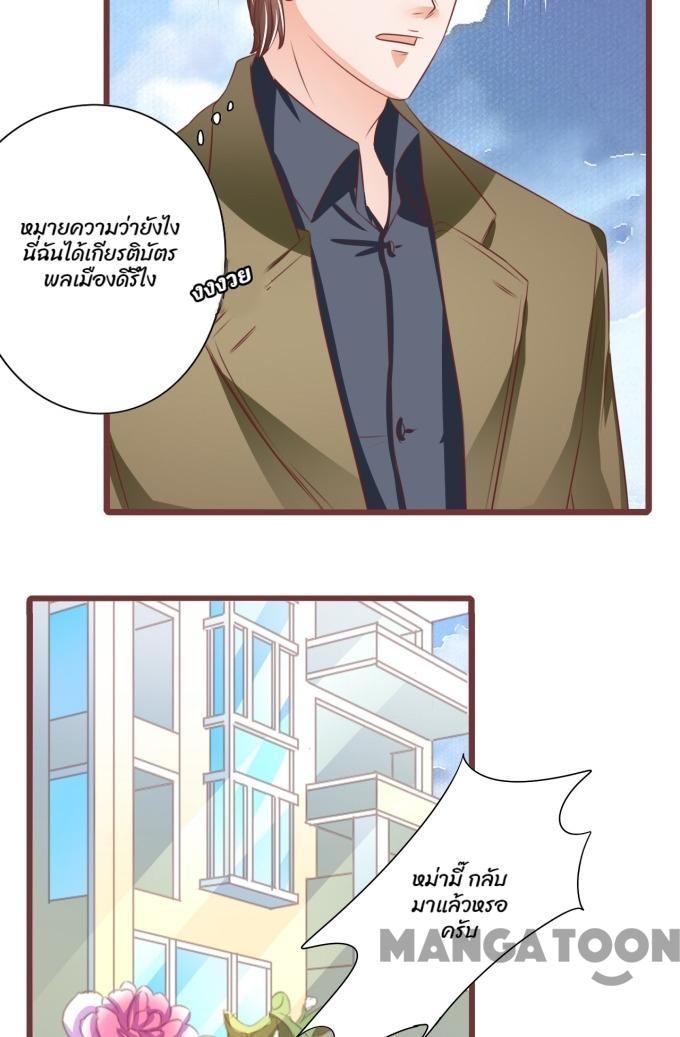 หมายความว่ายังไง
นี่ฉันได้เกียรติบัตร
พลเมืองดีรึไง
งงงวย
หม่ามี๊ กลับ
มาแล้วหรอ
ครับ
MANGATOON